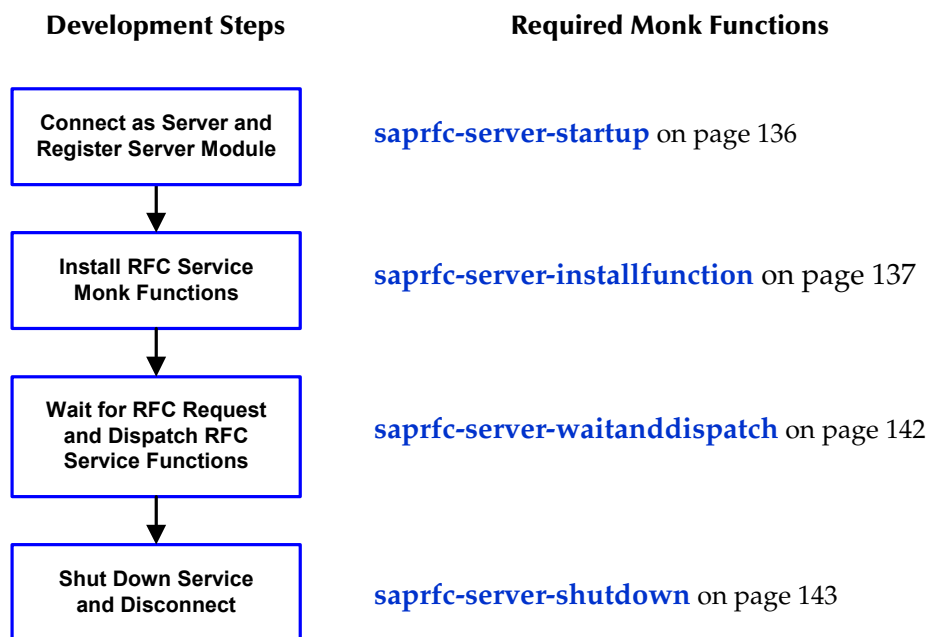 Development Steps
Required Monk Functions
Connect as Server and
Register Server Module
saprfc-server-startup on page 136
Install RFC Service
Monk Functions
saprfc-server-installfunction on page 137
Wait for RFC Request
and Dispatch RFC
Service Functions
saprfc-server-waitanddispatch on page 142
Shut Down Service
and Disconnect
saprfc-server-shutdown on page 143